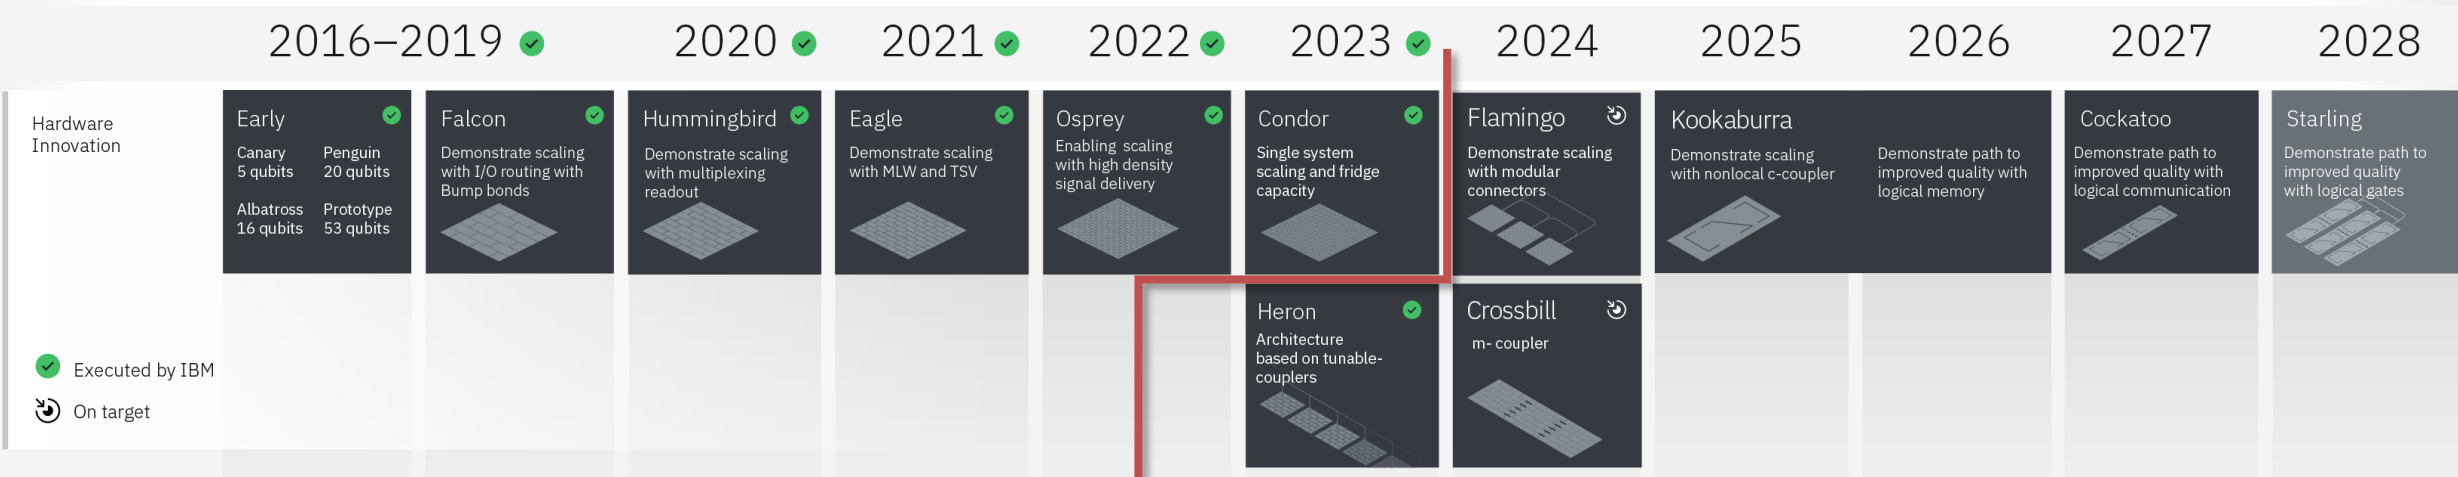 2016–2019
2020
2021
2022
2023
2024
2025
2026
2027
2028
Hardware
Innovation
Early
Canary
5 qubits
Penguin
20 qubits
Albatross
16 qubits
Prototype
53 qubits
Falcon
Demonstrate scaling
with I/O routing with
Bump bonds
Hummingbird
Demonstrate scaling
with multiplexing
readout
Eagle
Demonstrate scaling
with MLW and TSV
Osprey
Enabling scaling
with high density
signal delivery
Condor
Single system
scaling and fridge
capacity
Flamingo
Demonstrate scaling
with modular
connectors
Kookaburra
Demonstrate scaling
with nonlocal c-coupler
Demonstrate path to
improved quality with
logical memory
Cockatoo
Demonstrate path to
improved quality with
logical communication
Starling
Demonstrate path to
improved quality
with logical gates
Heron
Architecture
based on tunable-
couplers
Crossbill
m- coupler
Executed by IBM
On target